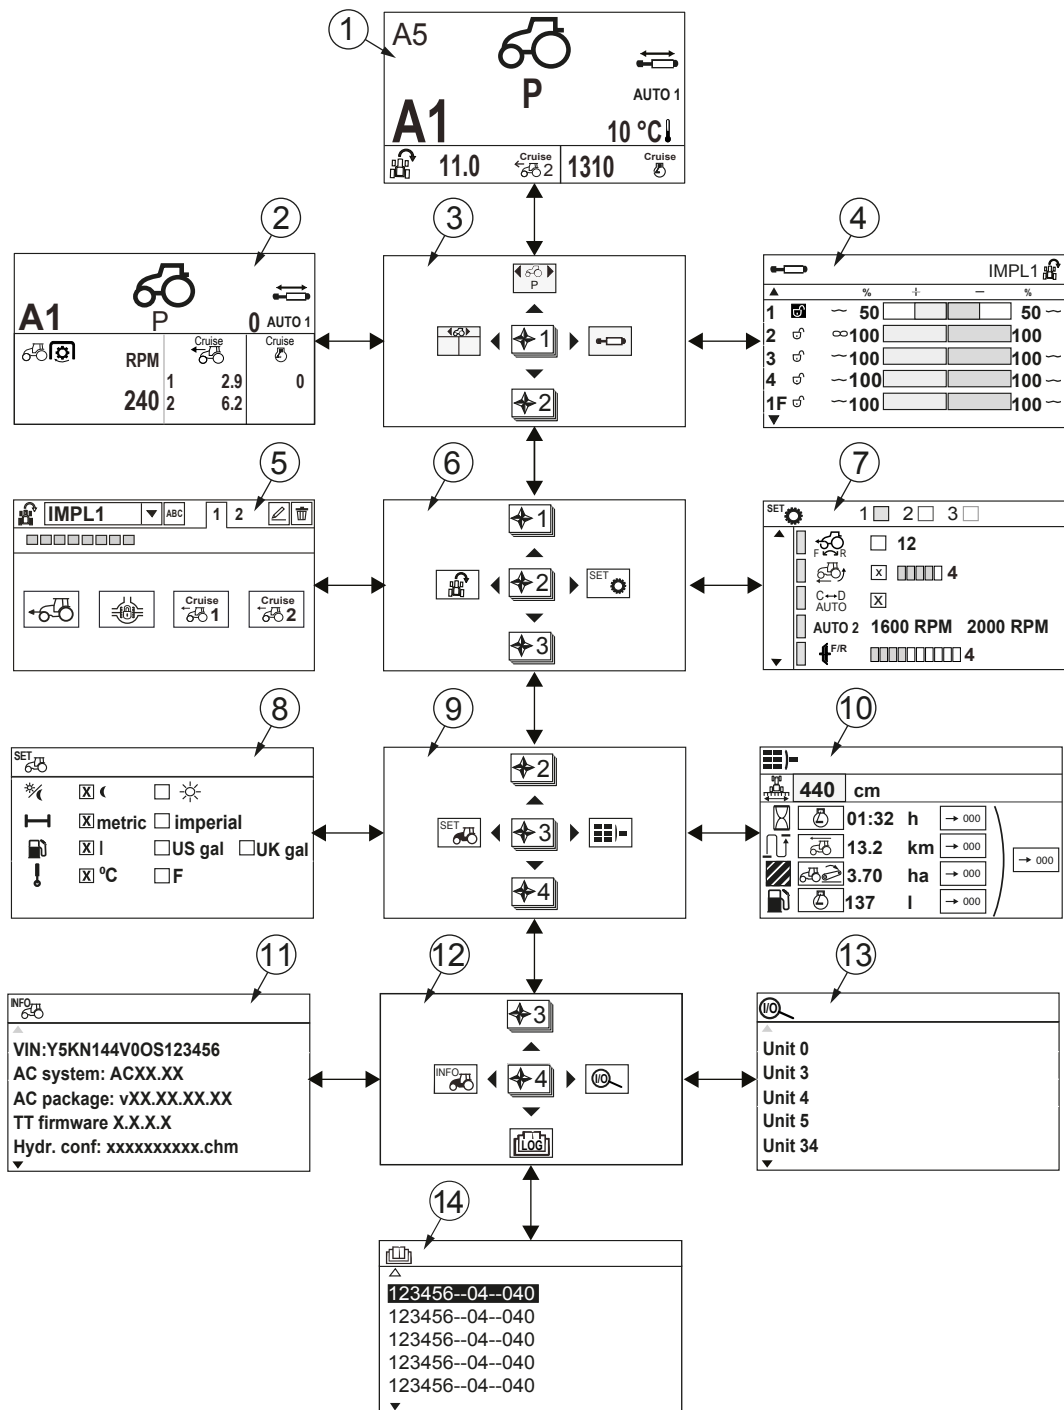 1
A5
P
AUTO 1
A1
10 °C
11.0
Cruise
2
1310
Cruise
2
A1
P
0 AUTO 1
RPM
240
Cruise
1 2.9
2 6.2
Cruise
0
3
P
1
2
4
IMPL1
% + − %
1 50 50
2 ∞100 100
3 100 100
4 100 100
1F 100 100
5
IMPL1
ABC
1 2
Cruise
1
Cruise
2
6
1
2
SET
3
7
SET
1 2 3
F R
12
X 4
C↔D
AUTO
X
AUTO 2 1600 RPM 2000 RPM
F/R
4
8
SET
X
X metric imperial
X l US gal UK gal
X °C F
9
2
SET
3
4
10
440 cm
01:32 h → 000
13.2 km → 000
3.70 ha → 000
137 l → 000
→ 000
11
INFO
VIN:Y5KN144V0OS123456
AC system: ACXX.XX
AC package: vXX.XX.XX.XX
TT firmware X.X.X.X
Hydr. conf: xxxxxxxxxx.chm
12
3
INFO
4
I/O
LOG
13
I/O
Unit 0
Unit 3
Unit 4
Unit 5
Unit 34
14
123456--04--040
123456--04--040
123456--04--040
123456--04--040
123456--04--040